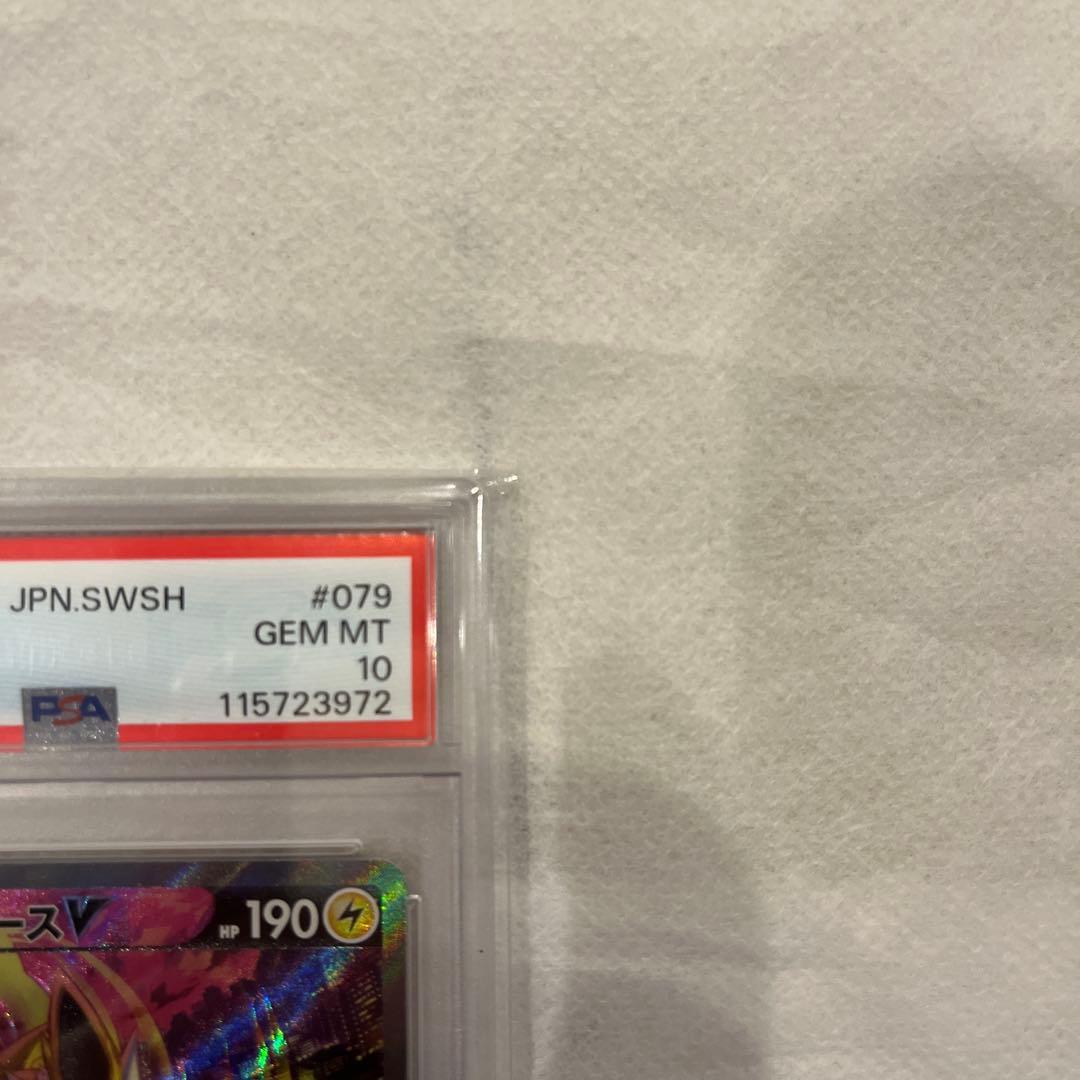 JPN.SWSH #079
GEM MT
10
PSA 115723972
ースV HP 190